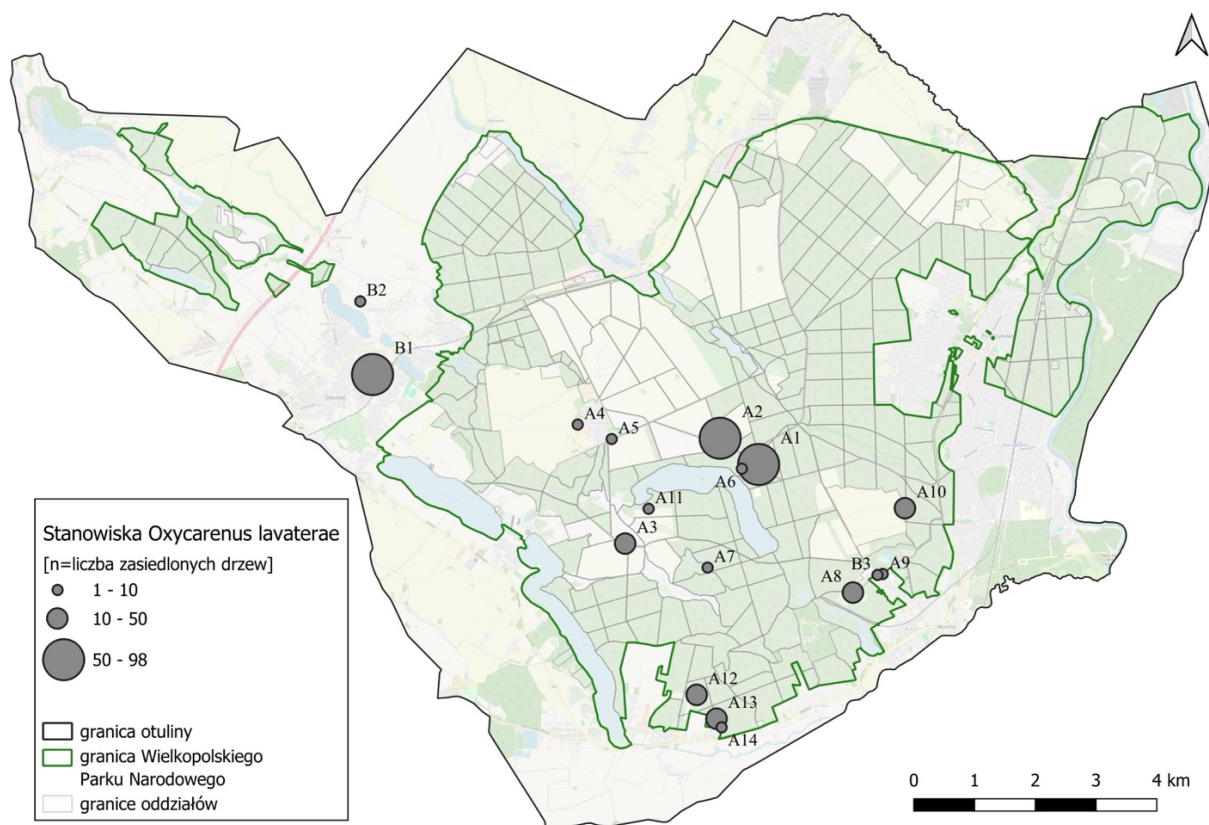 B2
B1
A4
A5
A2
A1
A6
A11
A10
A3
A7
B3
A9
A8
A12
A13
A14
Stanowiska Oxycarenus lavaterae
[n=liczba zasiedlonych drzew]
1 - 10
10 - 50
50 - 98
granica otuliny
granica Wielkopolskiego
Parku Narodowego
granice oddziałów
0 1 2 3 4 km